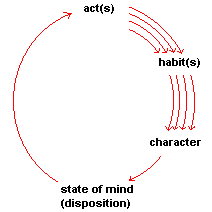 act(s)
habit(s)
character
state of mind
(disposition)